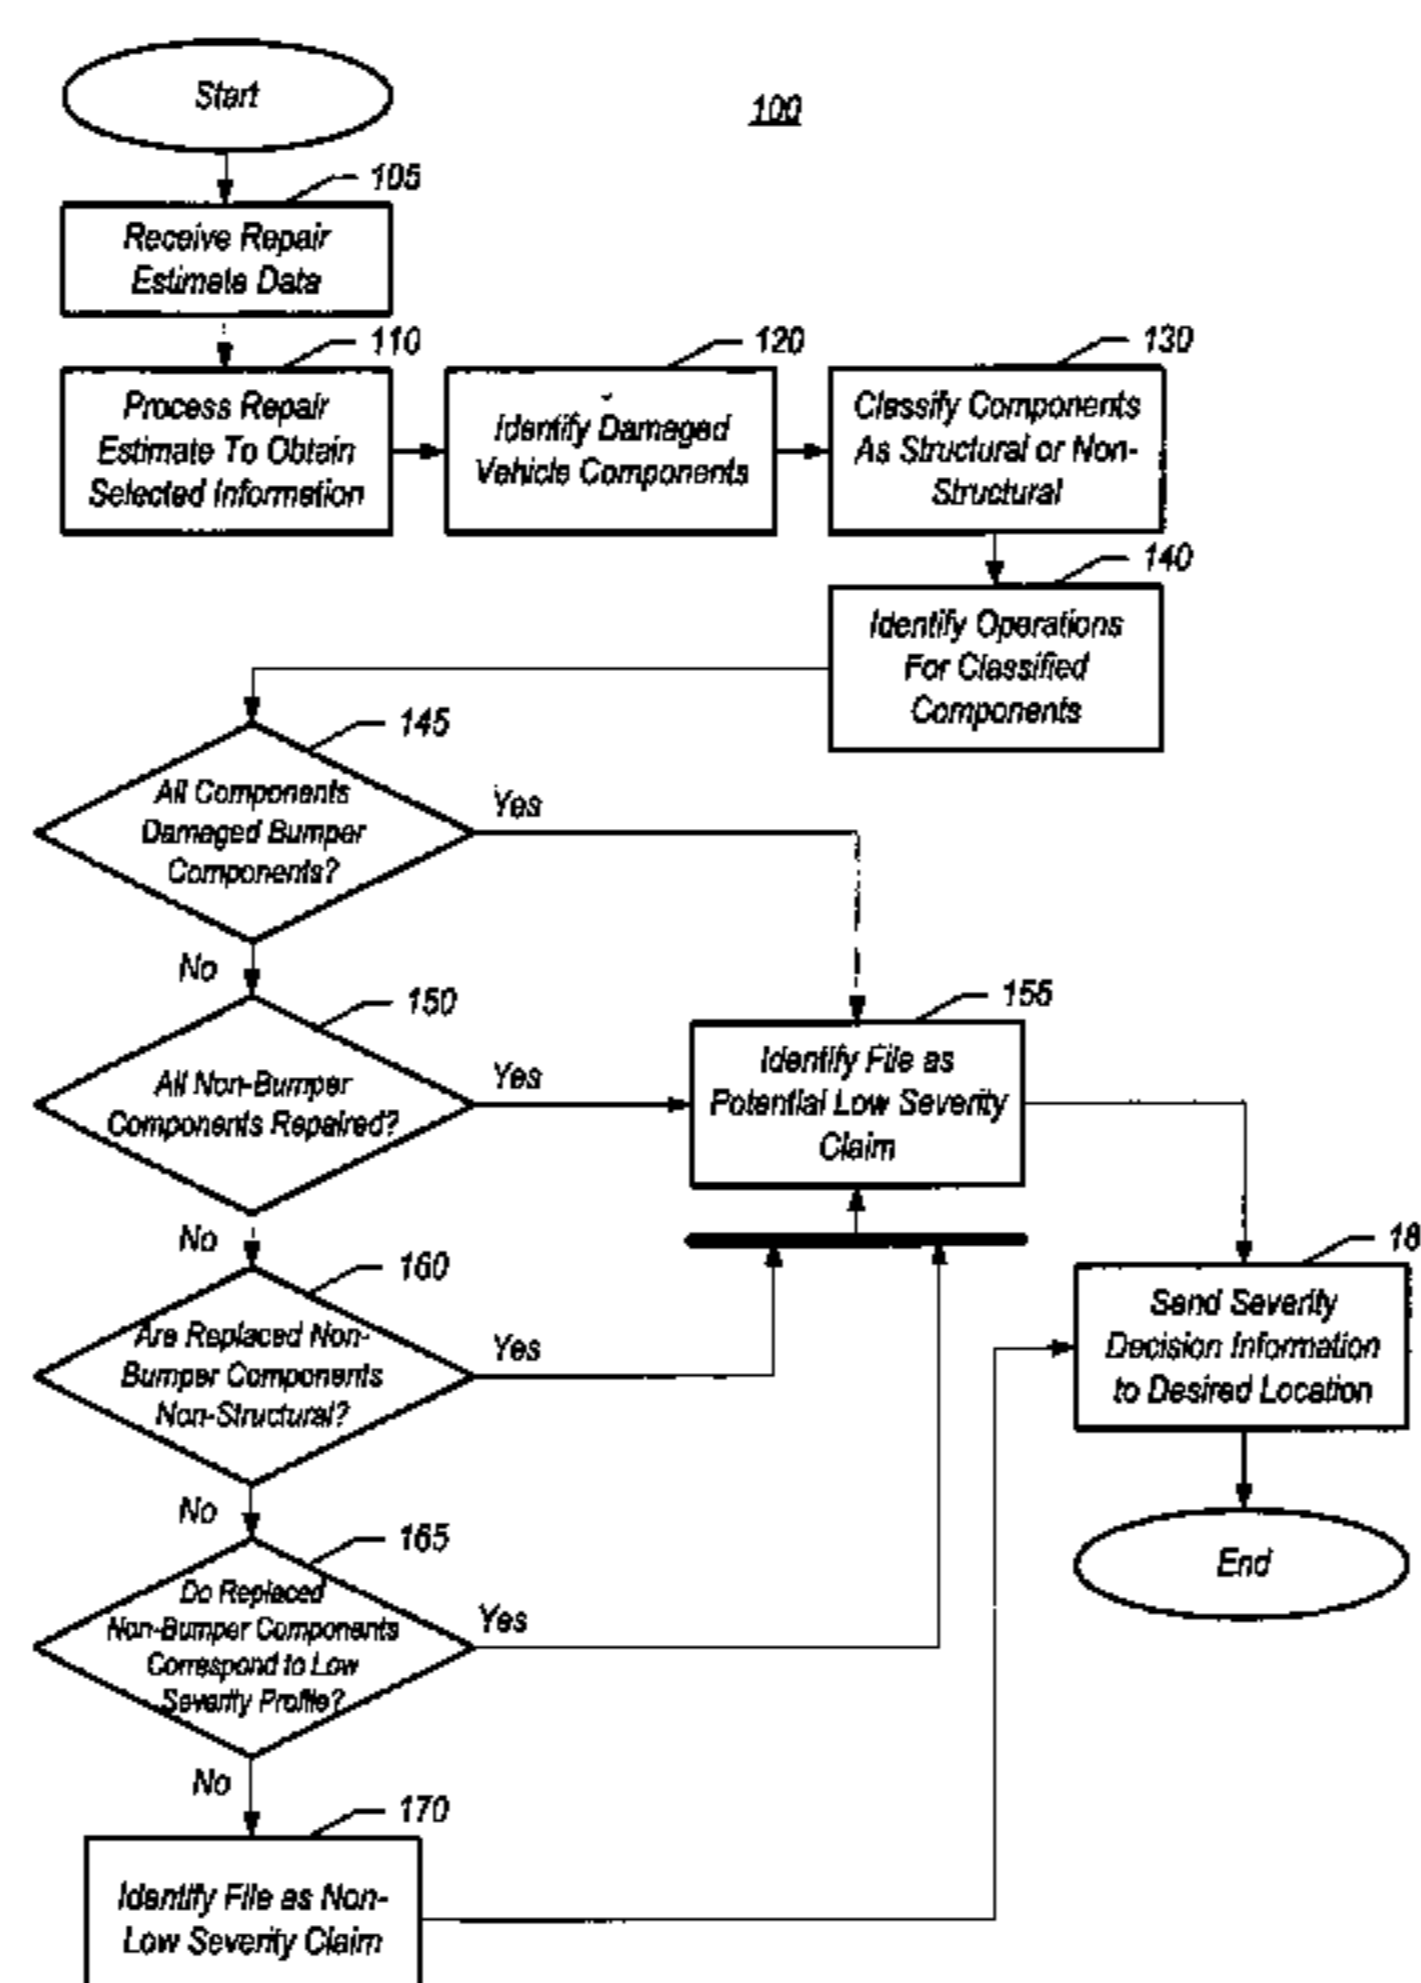 Start
100
105
Receive Repair
Estimate Data
110
Process Repair
Estimate To Obtain
Selected Information
120
Identify Damaged
Vehicle Components
130
Classify Components
As Structural or Non-
Structural
140
Identify Operations
For Classified
Components
145
All Components
Damaged Bumper
Components?
Yes
No
150
All Non-Bumper
Components Repaired?
Yes
155
Identify File as
Potential Low Severity
Claim
No
160
Are Replaced Non-
Bumper Components
Non-Structural?
Yes
18
Send Severity
Decision Information
to Desired Location
No
165
Do Replaced
Non-Bumper Components
Correspond to Low
Severity Profile?
Yes
End
No
170
Identify File as Non-
Low Severity Claim